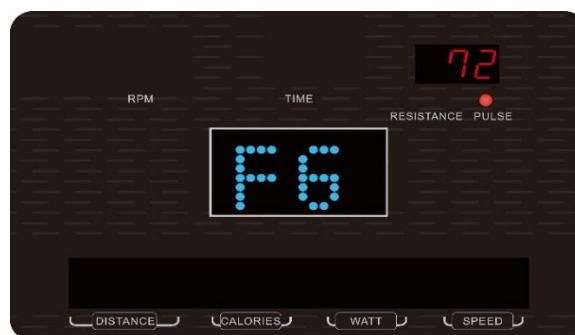 72
RPM TIME
RESISTANCE PULSE
F6
DISTANCE CALORIES WATT SPEED